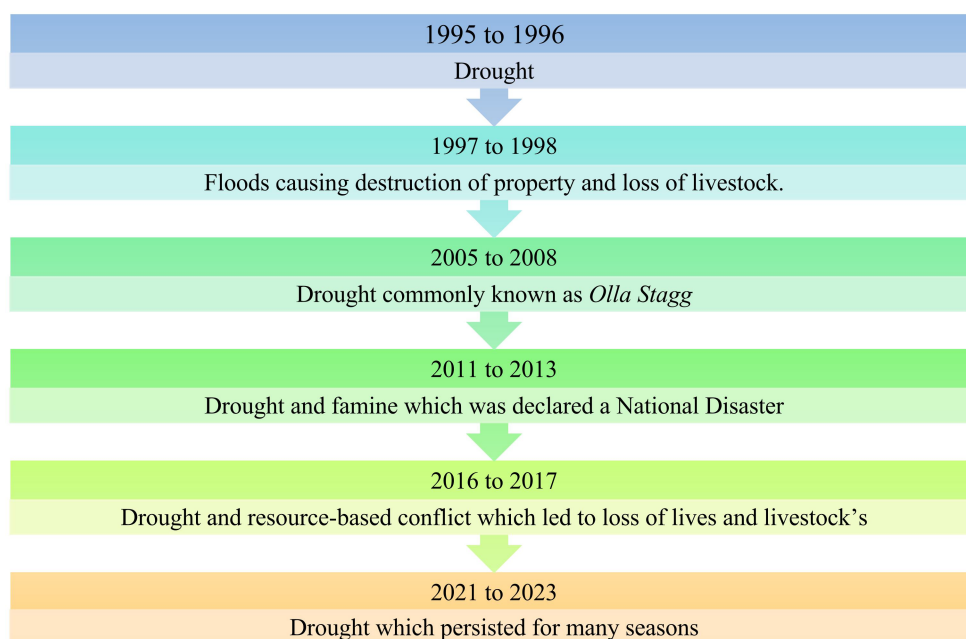 1995 to 1996
Drought
1997 to 1998
Floods causing destruction of property and loss of livestock.
2005 to 2008
Drought commonly known as Olla Stagg
2011 to 2013
Drought and famine which was declared a National Disaster
2016 to 2017
Drought and resource-based conflict which led to loss of lives and livestock’s
2021 to 2023
Drought which persisted for many seasons